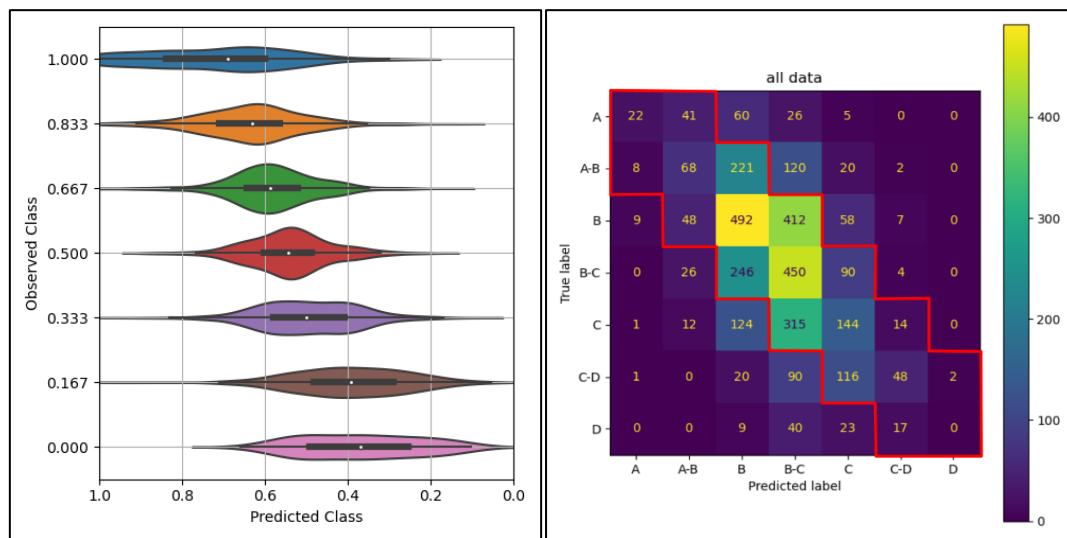 1.000
0.833
0.667
0.500
0.333
0.167
0.000
Observed Class
1.0 0.8 0.6 0.4 0.2 0.0
Predicted Class
all data
A 22 41 60 26 5 0 0
A-B 8 68 221 120 20 2 0
B 9 48 492 412 58 7 0
B-C 0 26 246 450 90 4 0
C 1 12 124 315 144 14 0
C-D 1 0 20 90 116 48 2
D 0 0 9 40 23 17 0
True label
A A-B B B-C C C-D D
Predicted label
400
300
200
100
0